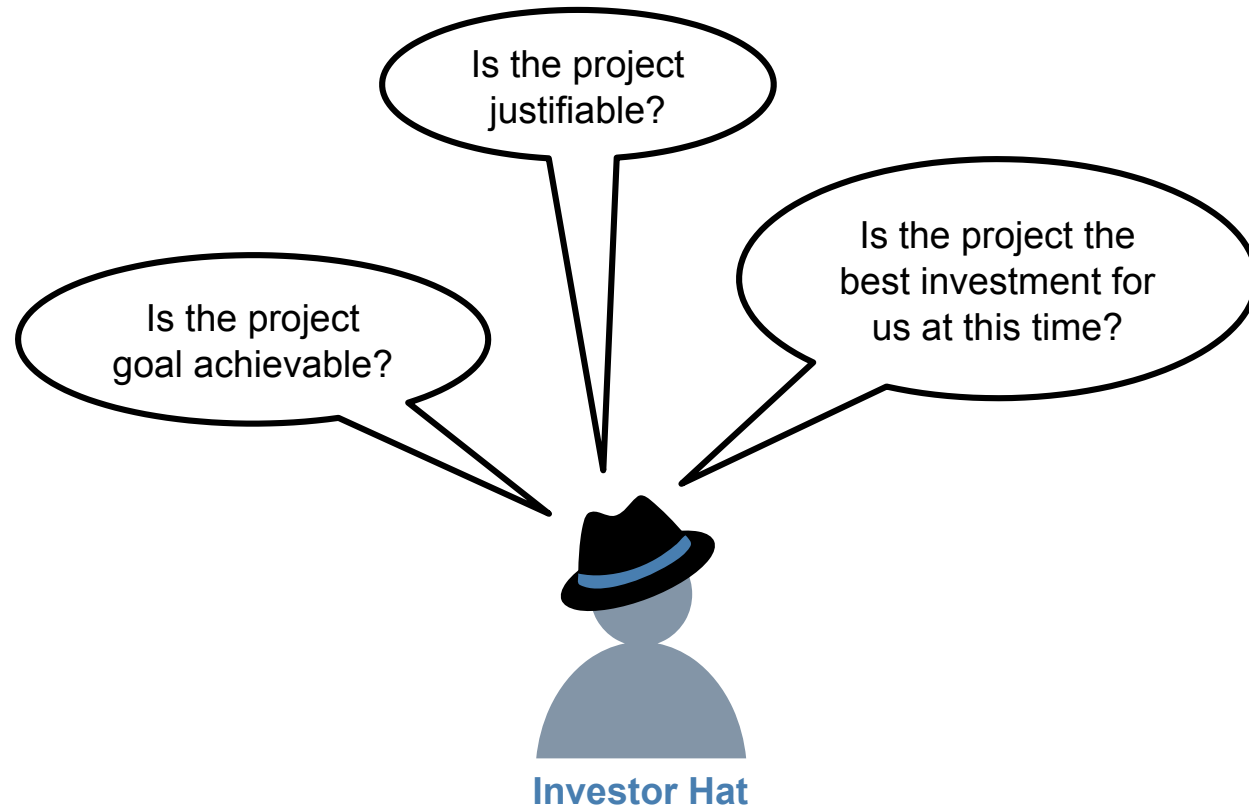 Is the project
justifiable?
Is the project the
best investment for
us at this time?
Is the project
goal achievable?
Investor Hat